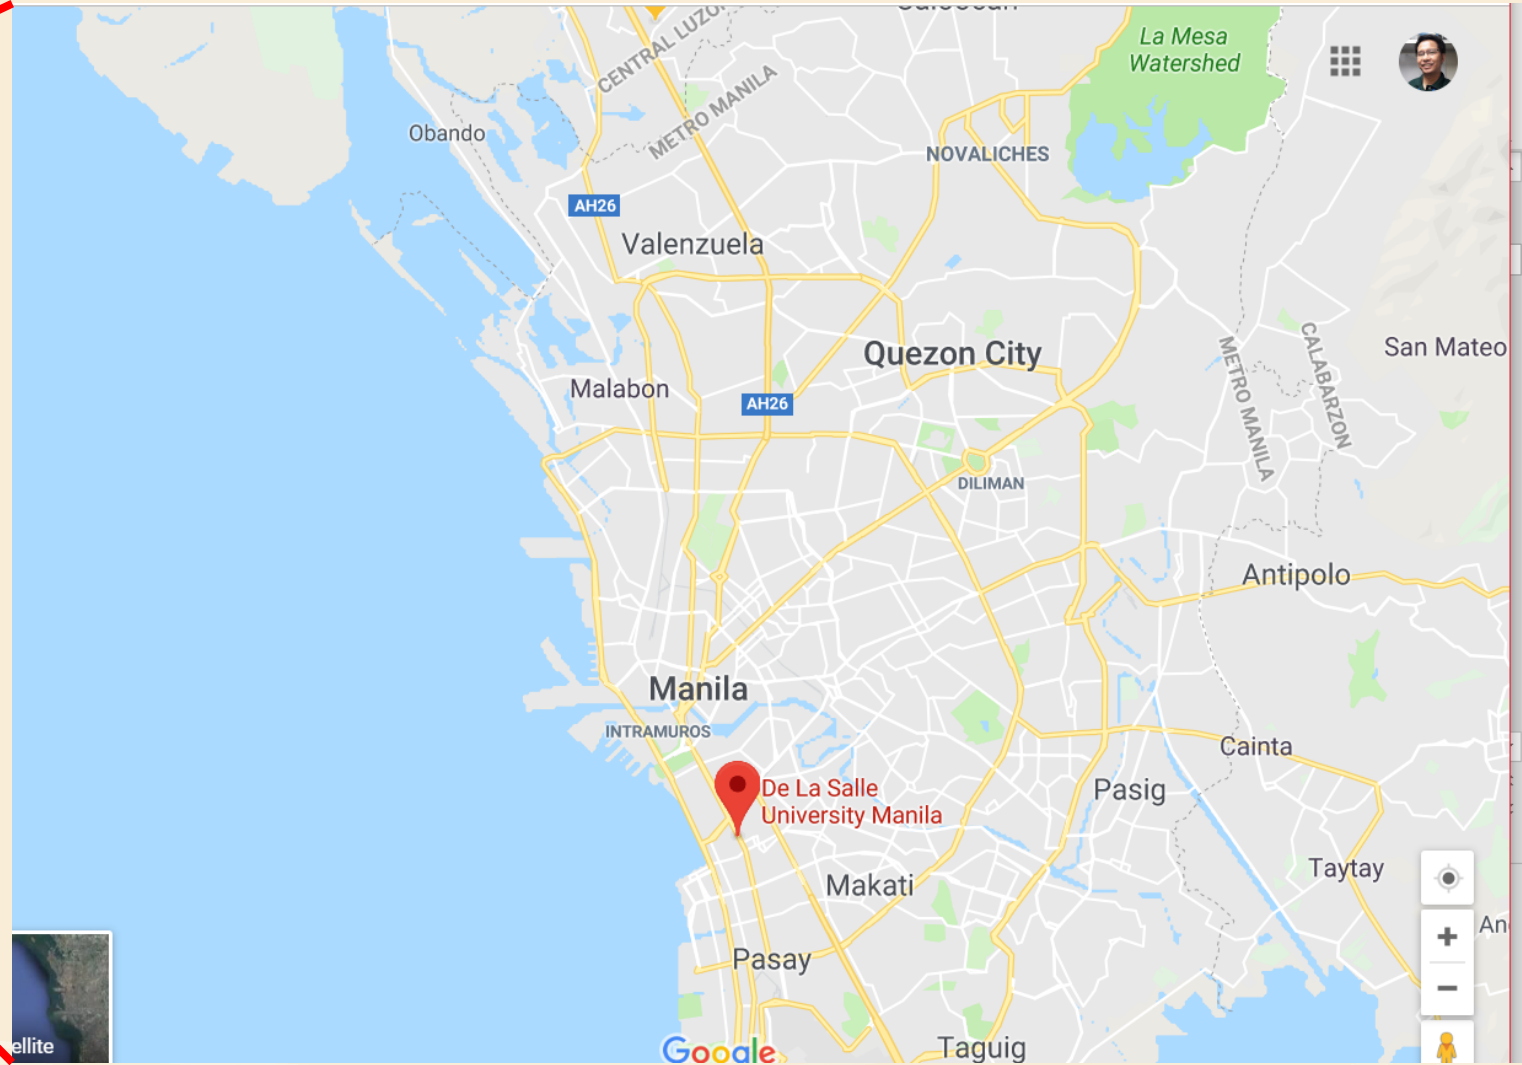 CENTRAL LUZON
La Mesa
Watershed
METRO MANILA
Obando
NOVALICHES
AH26
Valenzuela
CALABARZON
METRO MANILA
San Mateo
Quezon City
Malabon
AH26
DILIMAN
Antipolo
Manila
INTRAMUROS
Cainta
De La Salle
University Manila
Pasig
Taytay
Makati
An
Pasay
ellite
Google
Taguig